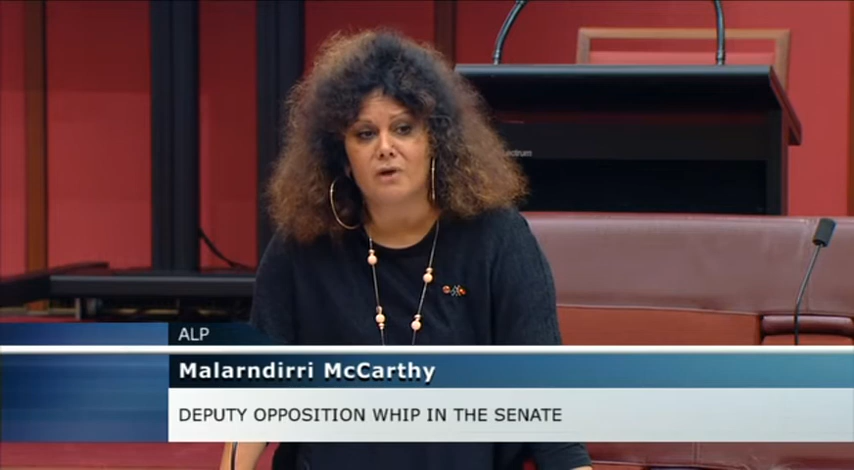 ALP
Malarndirri McCarthy
DEPUTY OPPOSITION WHIP IN THE SENATE